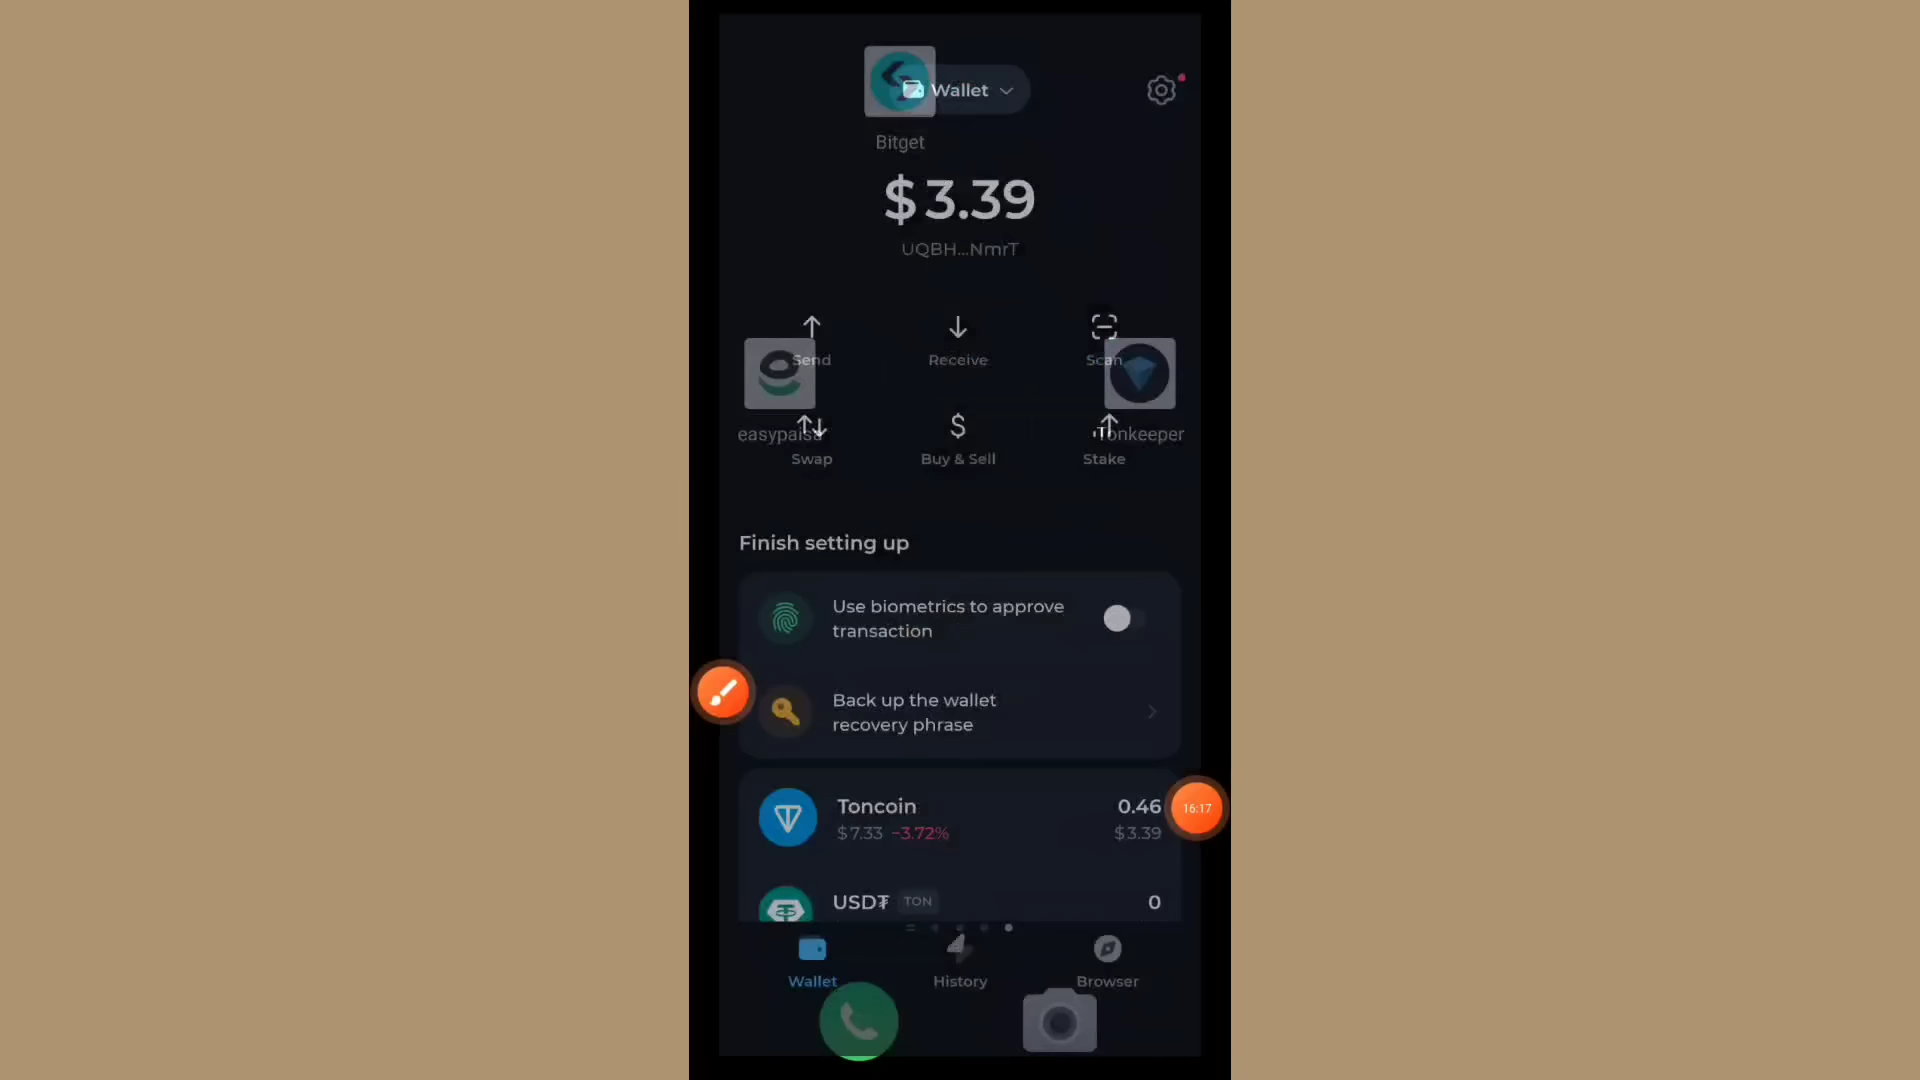 Wallet
Bitget
$3.39
UQBH...NmrT
Send
Receive
Scan
easypaisa
Tonkeeper
Swap
Buy & Sell
Stake
Finish setting up
Use biometrics to approve
transaction
Back up the wallet
recovery phrase
Toncoin
0.46
16:17
$7.33 −3.72%
$3.39
USD₮ TON
0
Wallet
History
Browser